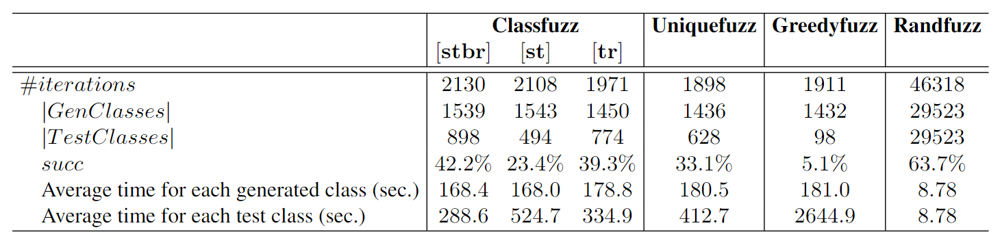 Classfuzz Uniquefuzz Greedyfuzz Randfuzz
[stbr] [st] [tr]
#iterations 2130 2108 1971 1898 1911 46318
|GenClasses| 1539 1543 1450 1436 1432 29523
|TestClasses| 898 494 774 628 98 29523
succ 42.2% 23.4% 39.3% 33.1% 5.1% 63.7%
Average time for each generated class (sec.) 168.4 168.0 178.8 180.5 181.0 8.78
Average time for each test class (sec.) 288.6 524.7 334.9 412.7 2644.9 8.78